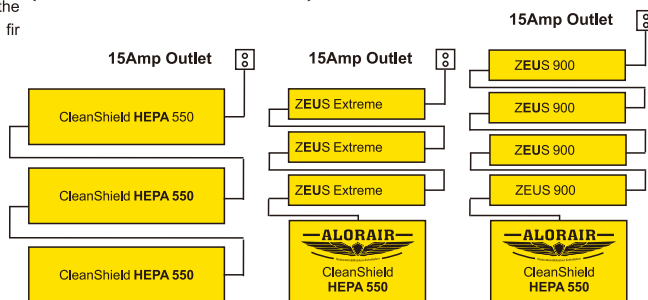 the
fir
15Amp Outlet
CleanShield HEPA 550
CleanShield HEPA 550
CleanShield HEPA 550
15Amp Outlet
ZEUS Extreme
ZEUS Extreme
ZEUS Extreme
ALORAIR
CleanShield
HEPA 550
15Amp Outlet
ZEUS 900
ZEUS 900
ZEUS 900
ZEUS 900
ALORAIR
CleanShield
HEPA 550